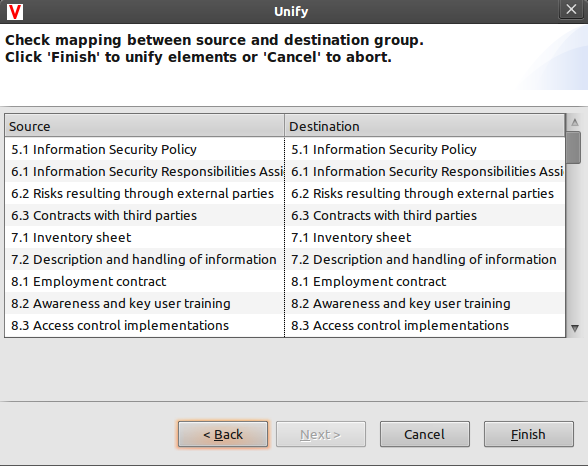 Unify
Check mapping between source and destination group.
Click 'Finish' to unify elements or 'Cancel' to abort.
Source Destination
5.1 Information Security Policy 5.1 Information Security Policy
6.1 Information Security Responsibilities Assi 6.1 Information Security Responsibilities Assi
6.2 Risks resulting through external parties 6.2 Risks resulting through external parties
6.3 Contracts with third parties 6.3 Contracts with third parties
7.1 Inventory sheet 7.1 Inventory sheet
7.2 Description and handling of information 7.2 Description and handling of information
8.1 Employment contract 8.1 Employment contract
8.2 Awareness and key user training 8.2 Awareness and key user training
8.3 Access control implementations 8.3 Access control implementations
< Back Next > Cancel Finish